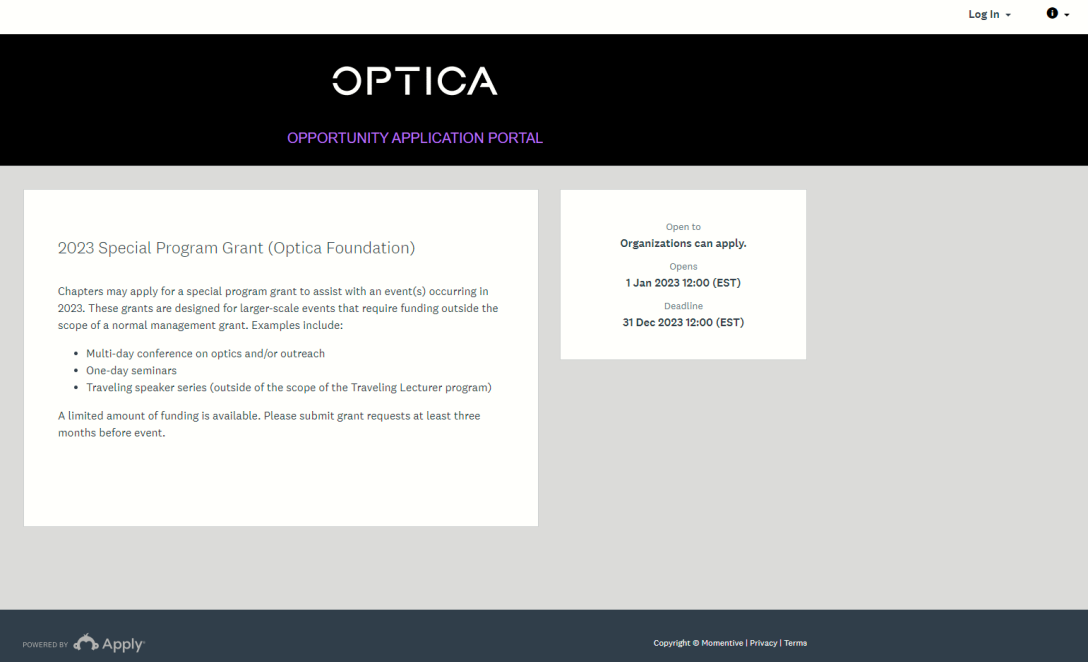 Log In
OPTICA
OPPORTUNITY APPLICATION PORTAL
2023 Special Program Grant (Optica Foundation)
Chapters may apply for a special program grant to assist with an event(s) occurring in
2023. These grants are designed for larger-scale events that require funding outside the
scope of a normal management grant. Examples include:
• Multi-day conference on optics and/or outreach
• One-day seminars
• Traveling speaker series (outside of the scope of the Traveling Lecturer program)
A limited amount of funding is available. Please submit grant requests at least three
months before event.
Open to
Organizations can apply.
Opens
1 Jan 2023 12:00 (EST)
Deadline
31 Dec 2023 12:00 (EST)
POWERED BY Apply
Copyright © Momentive | Privacy | Terms